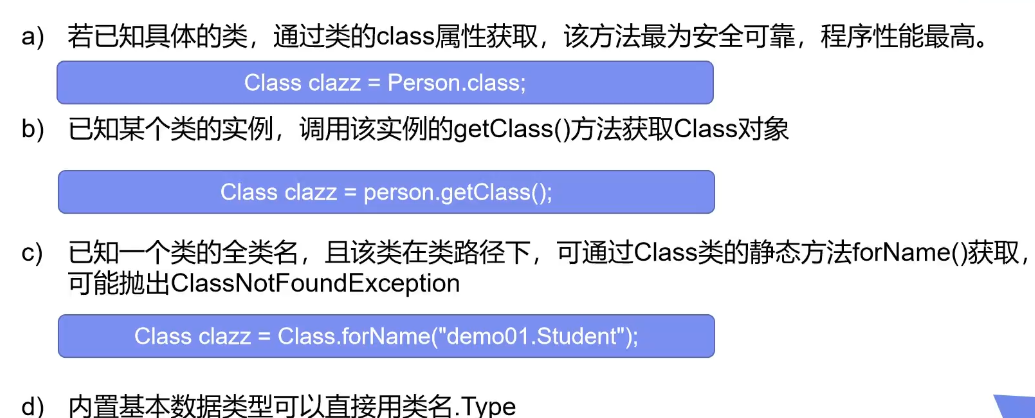 a) 若已知具体的类，通过类的class属性获取，该方法最为安全可靠，程序性能最高。
Class clazz = Person.class;
b) 已知某个类的实例，调用该实例的getClass()方法获取Class对象
Class clazz = person.getClass();
c) 已知一个类的全类名，且该类在类路径下，可通过Class类的静态方法forName()获取，
可能抛出ClassNotFoundException
Class clazz = Class.forName("demo01.Student");
d) 内置基本数据类型可以直接用类名.Type